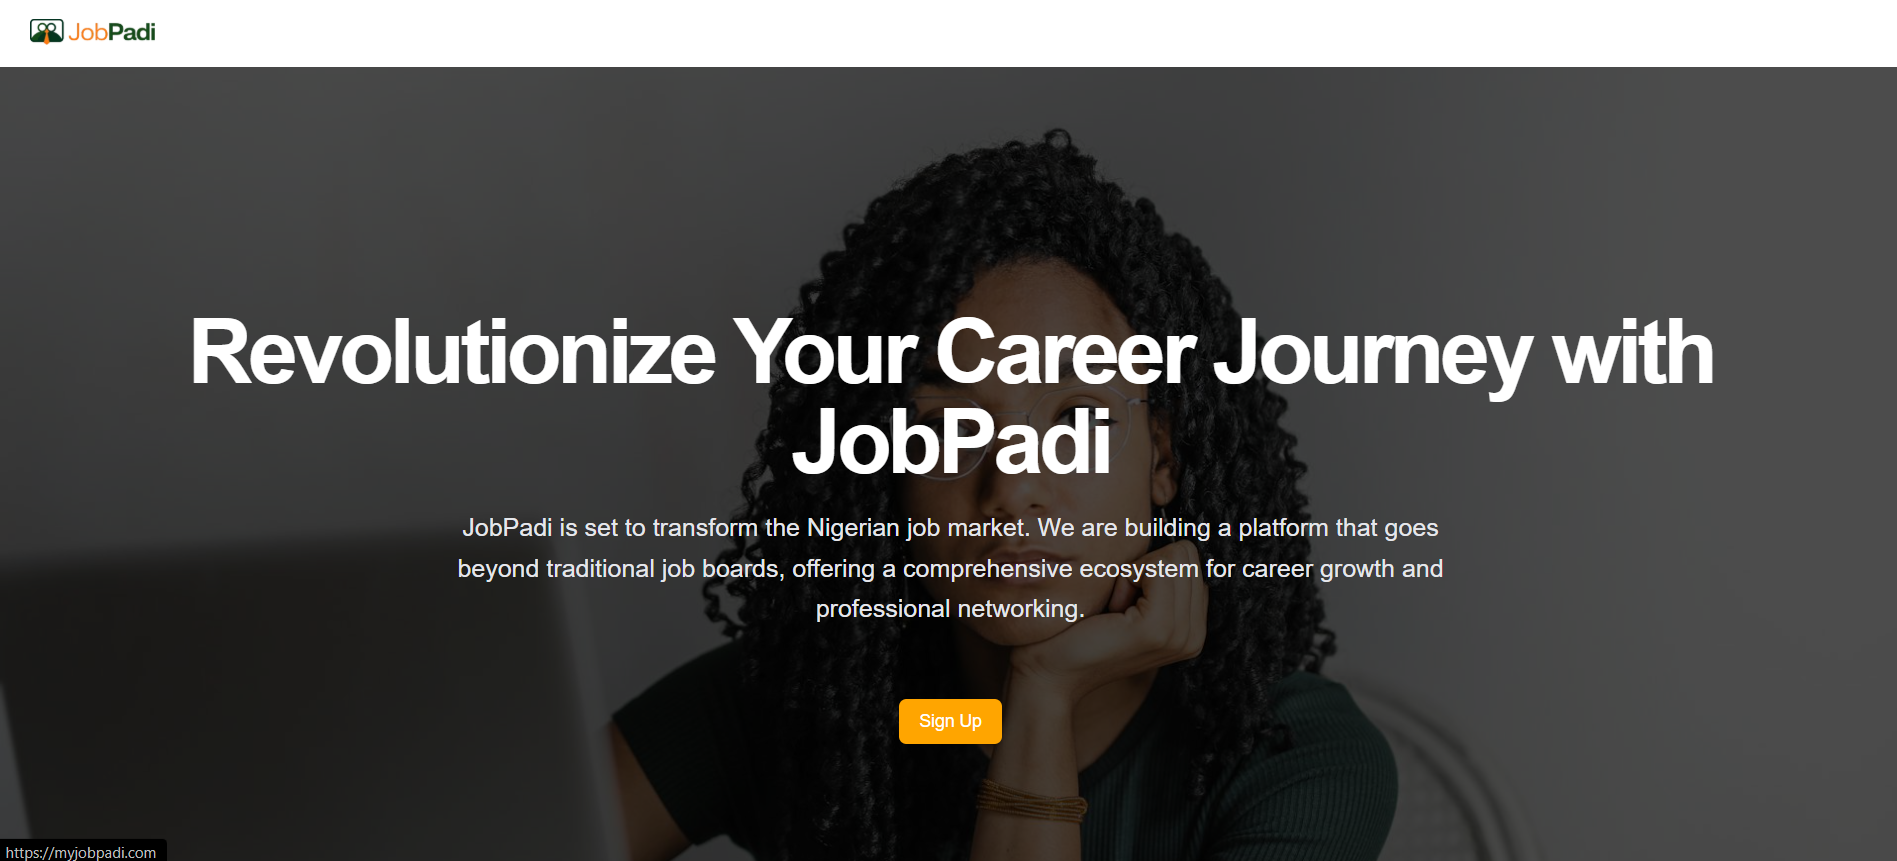 JobPadi
Revolutionize Your Career Journey with
JobPadi
JobPadi is set to transform the Nigerian job market. We are building a platform that goes
beyond traditional job boards, offering a comprehensive ecosystem for career growth and
professional networking.
Sign Up
https://myjobpadi.com